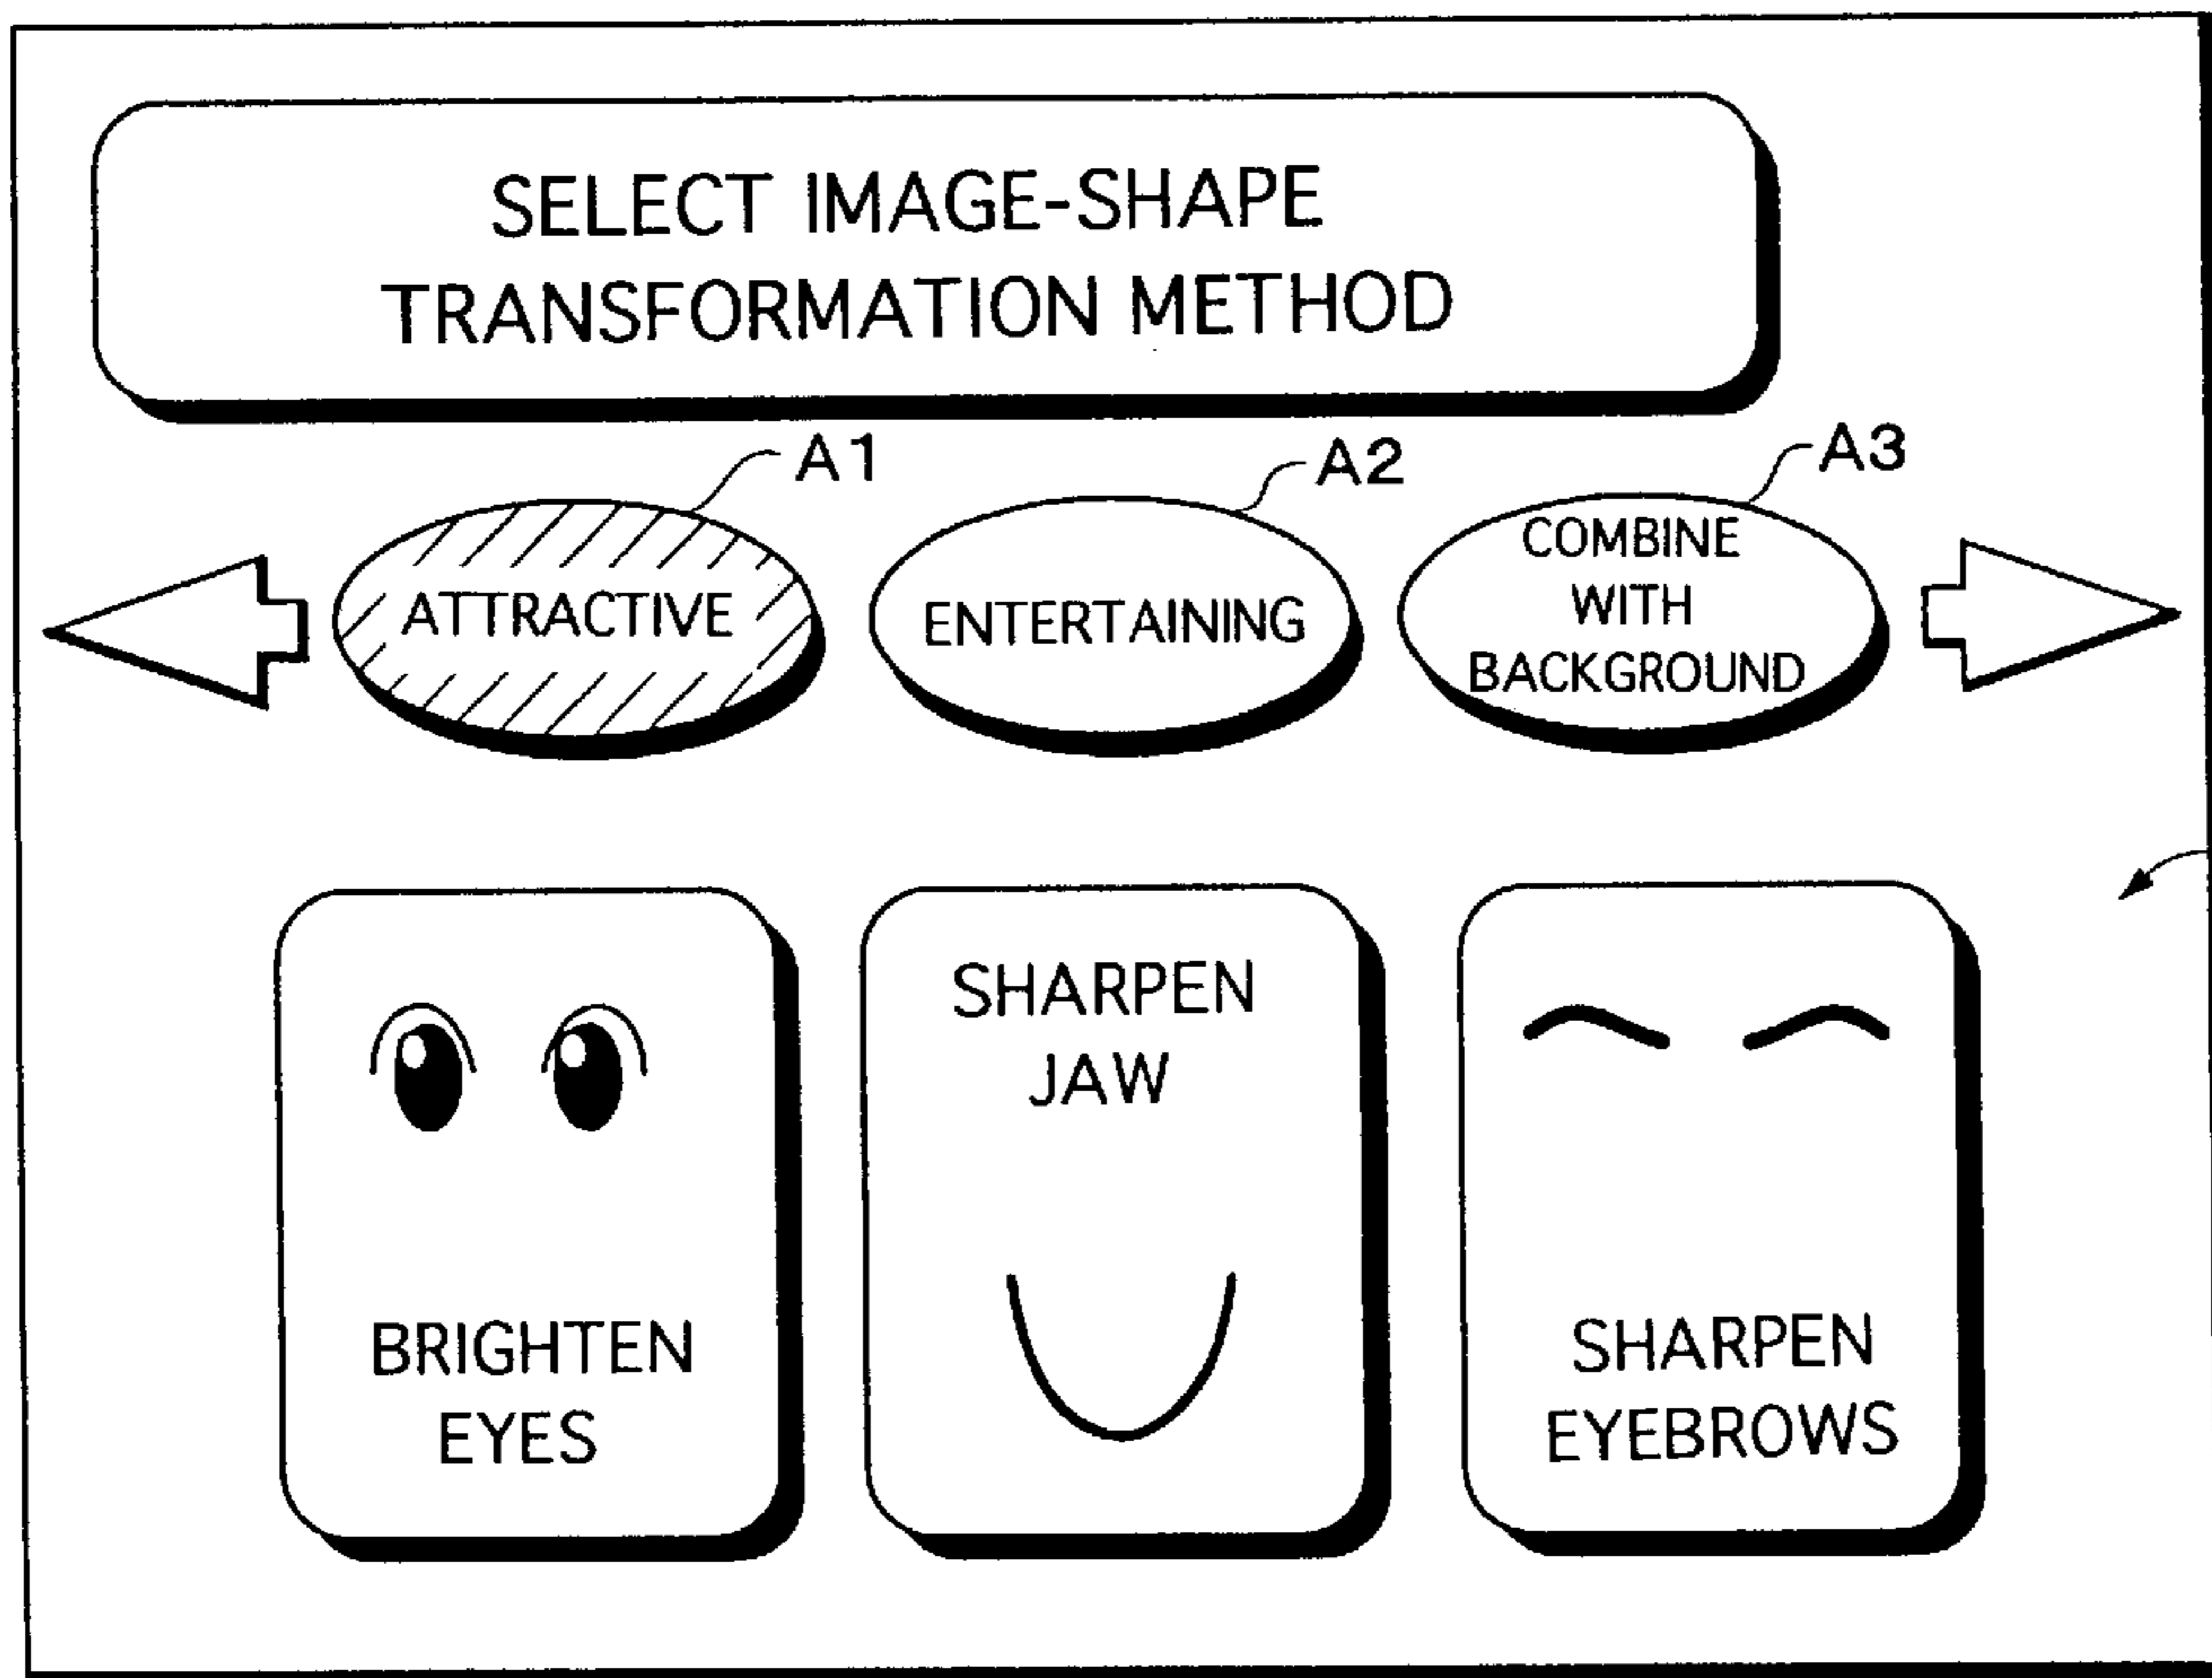 SELECT IMAGE-SHAPE
TRANSFORMATION METHOD
A1
A2
A3
ATTRACTIVE
ENTERTAINING
COMBINE
WITH
BACKGROUND
BRIGHTEN
EYES
SHARPEN
JAW
SHARPEN
EYEBROWS